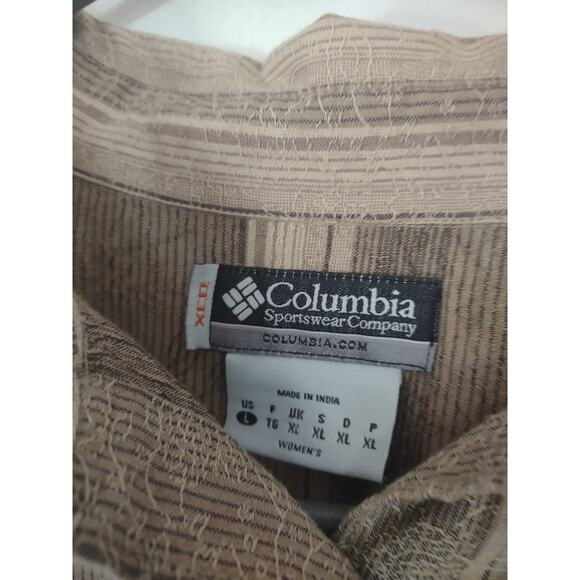 XCO
Columbia
Sportswear Company
COLUMBIA.COM
MADE IN INDIA
US F UK S D P
L TG XL XL XL XL
WOMEN'S